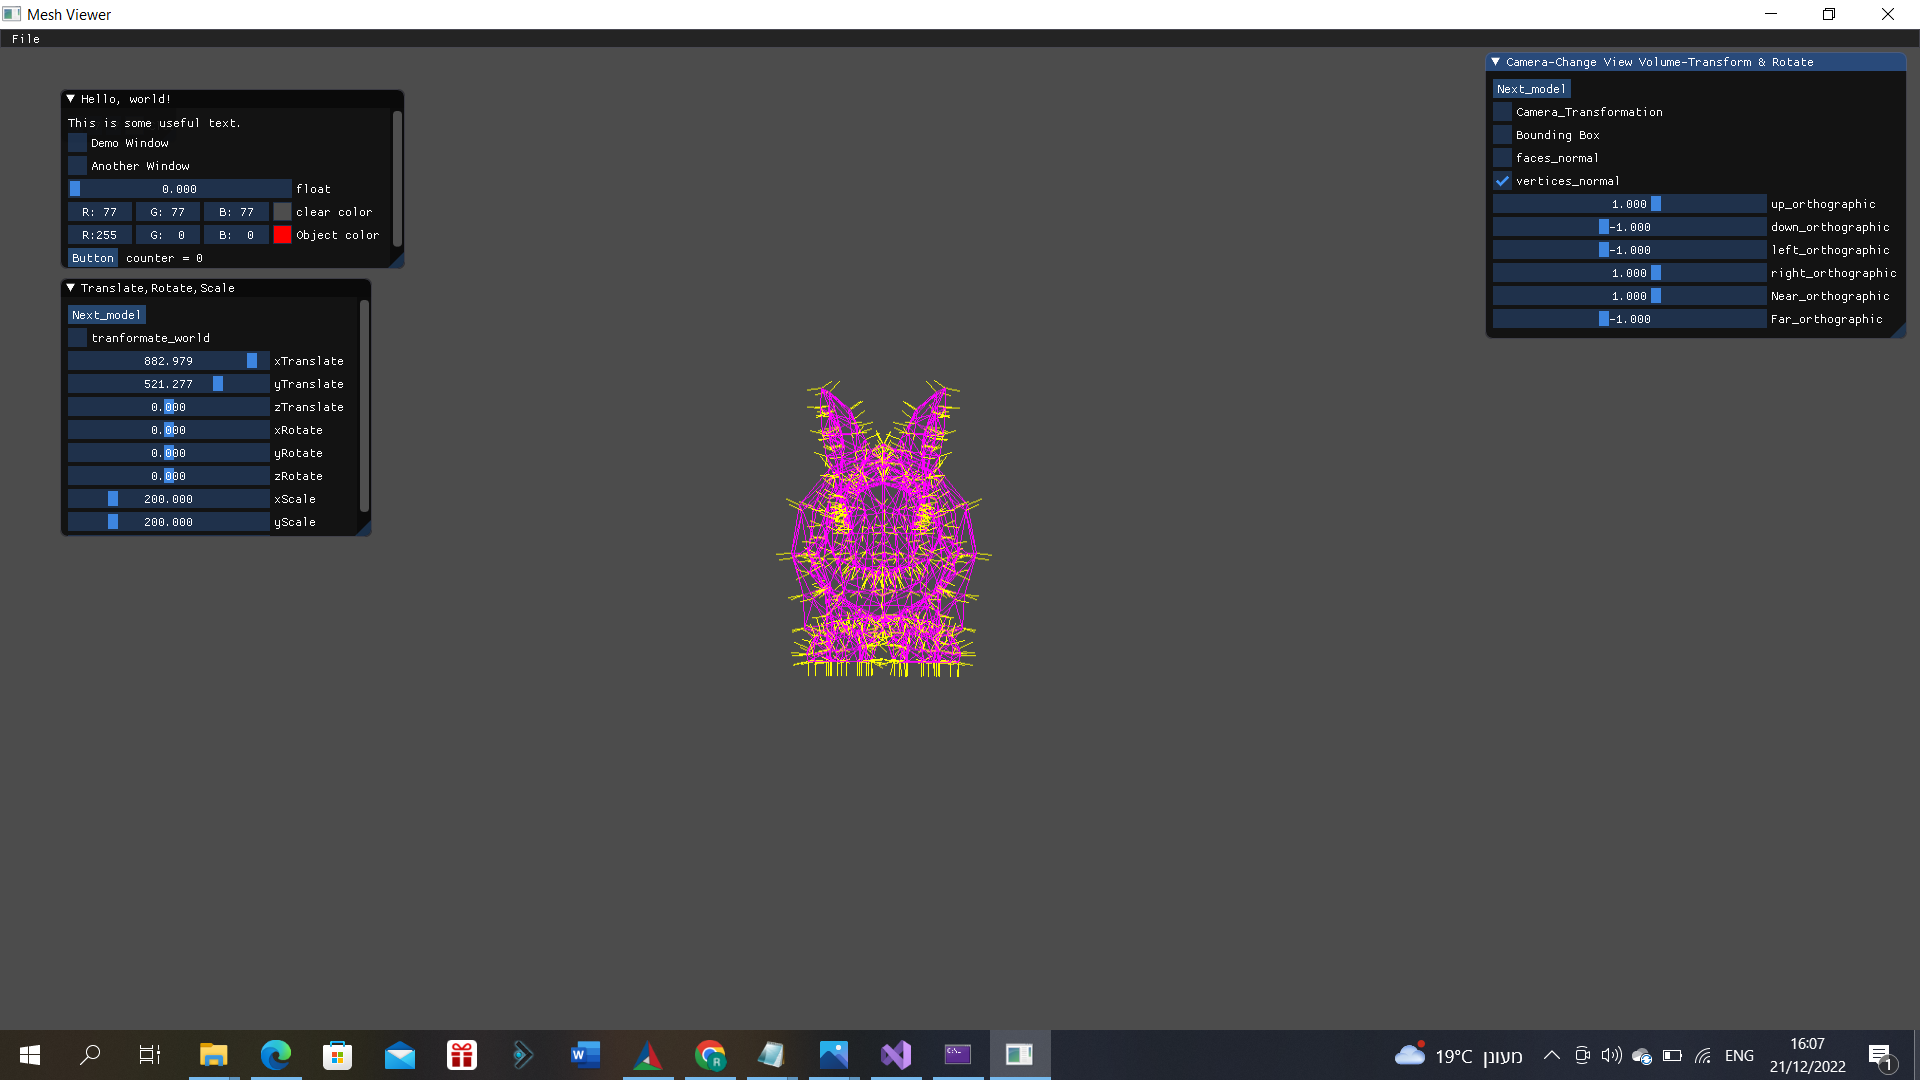 Mesh Viewer
File
Hello, world!
This is some useful text.
Demo Window
Another Window
0.000 float
R: 77 G: 77 B: 77 clear color
R:255 G: 0 B: 0 Object color
Button counter = 0
Translate,Rotate,Scale
Next_model
tranformate_world
882.979 xTranslate
521.277 yTranslate
0.000 zTranslate
0.000 xRotate
0.000 yRotate
0.000 zRotate
200.000 xScale
200.000 yScale
Camera-Change View Volume-Transform & Rotate
Next_model
Camera_Transformation
Bounding Box
faces_normal
vertices_normal
1.000 up_orthographic
-1.000 down_orthographic
-1.000 left_orthographic
1.000 right_orthographic
1.000 Near_orthographic
-1.000 Far_orthographic
19°C מעונן
ENG
16:07
21/12/2022
1